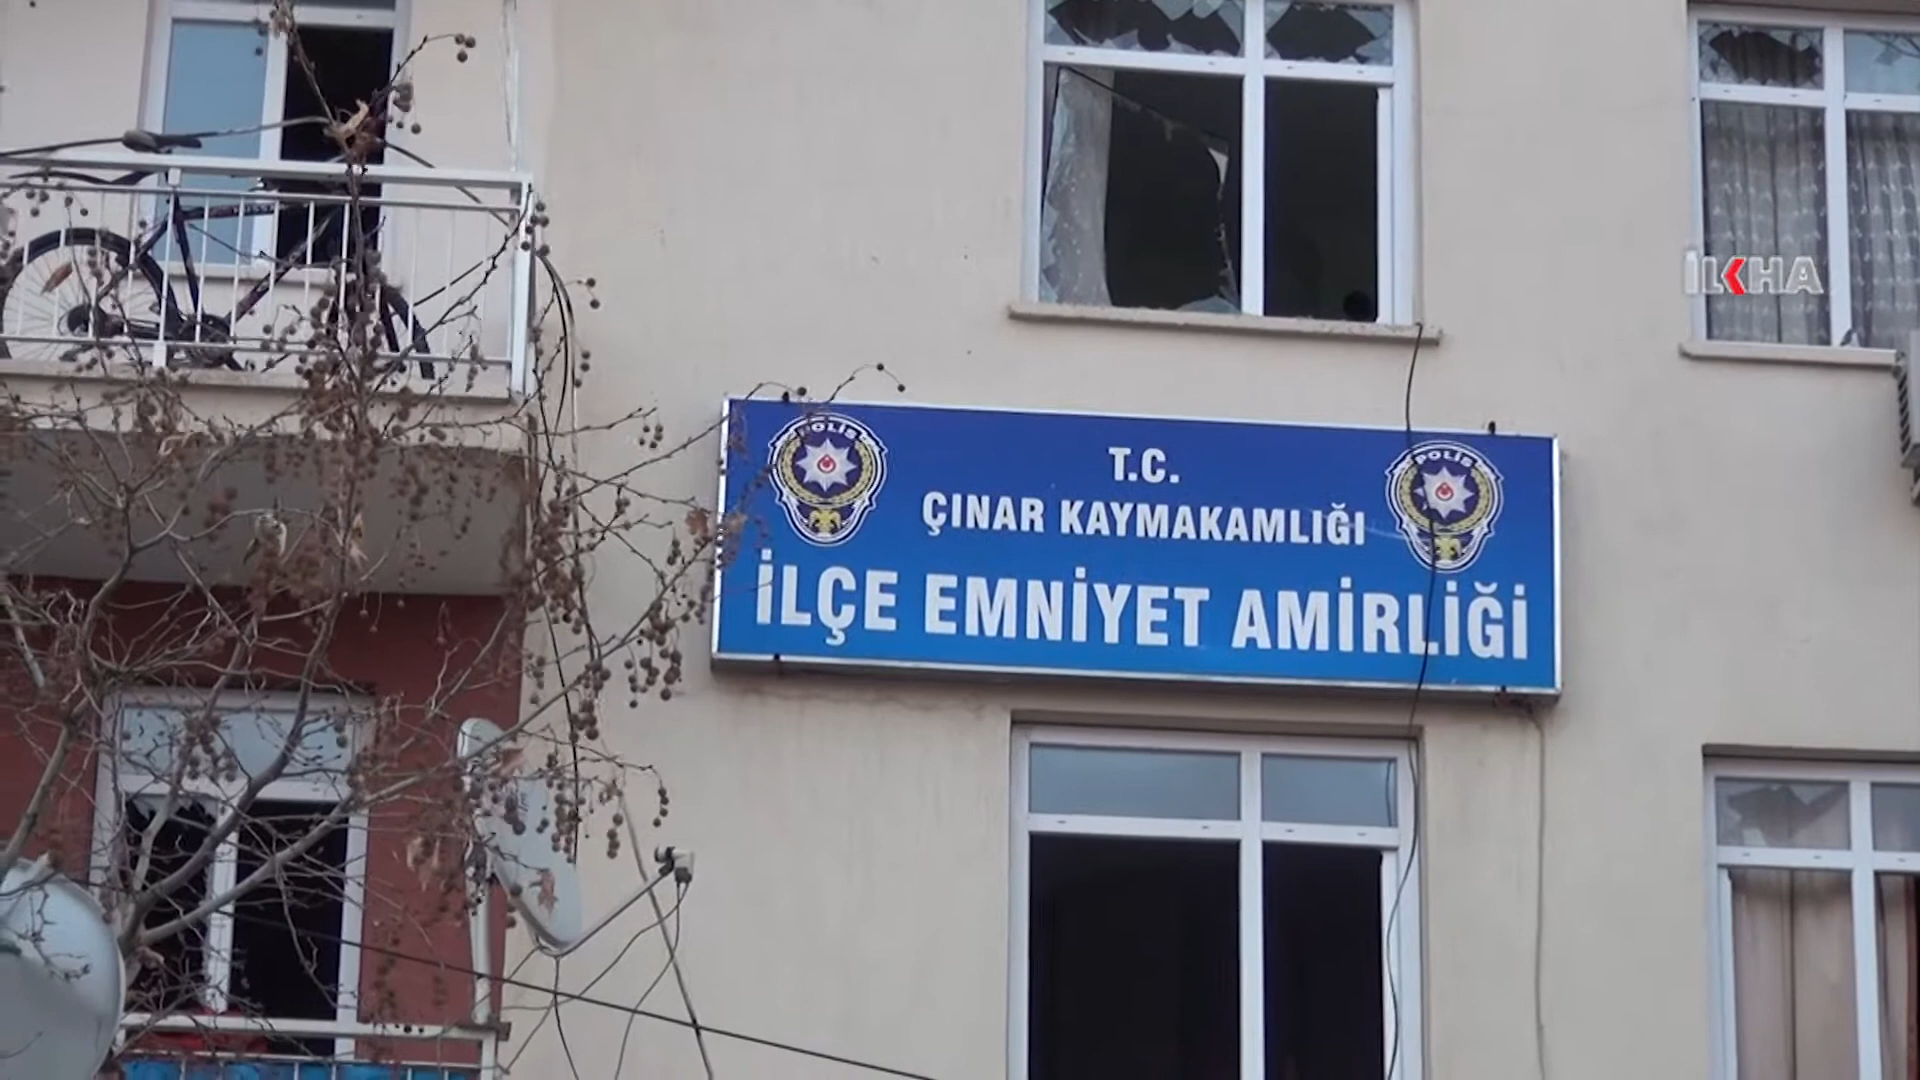 İLKHA
POLİS
POLİS
T.C.
ÇINAR KAYMAKAMLIĞI
İLÇE EMNİYET AMİRLİĞİ